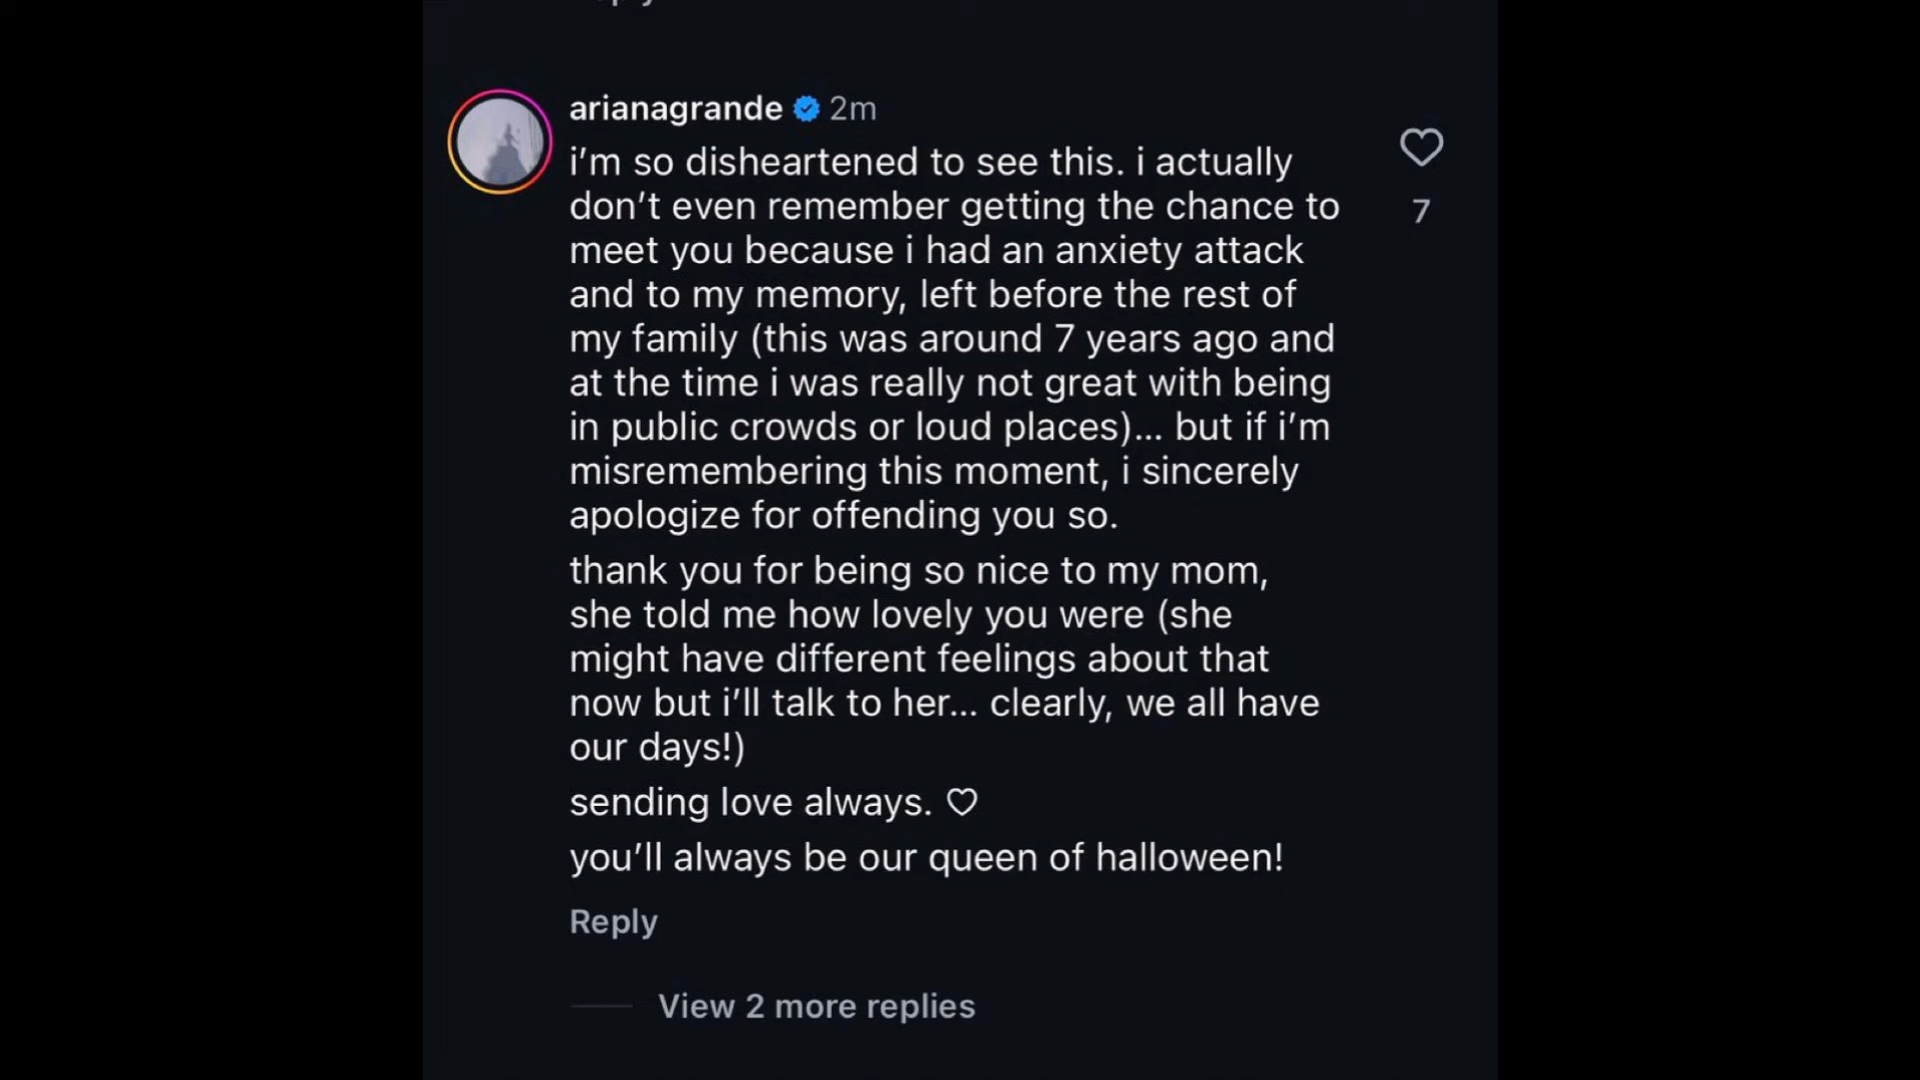 arianagrande 2m
i’m so disheartened to see this. i actually
don’t even remember getting the chance to
meet you because i had an anxiety attack
and to my memory, left before the rest of
my family (this was around 7 years ago and
at the time i was really not great with being
in public crowds or loud places)... but if i’m
misremembering this moment, i sincerely
apologize for offending you so.
7
thank you for being so nice to my mom,
she told me how lovely you were (she
might have different feelings about that
now but i’ll talk to her... clearly, we all have
our days!)
sending love always. ♡
you’ll always be our queen of halloween!
Reply
View 2 more replies